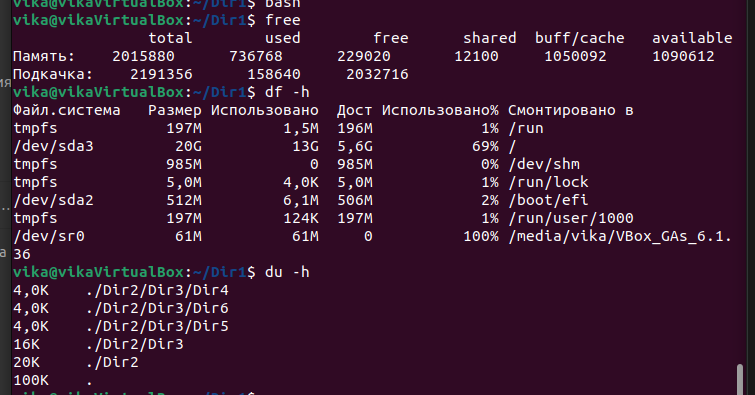 vika@vikaVirtualBox:~/Dir1$ bash
vika@vikaVirtualBox:~/Dir1$ free
total used free shared buff/cache available
Память: 2015880 736768 229020 12100 1050092 1090612
Подкачка: 2191356 158640 2032716
vika@vikaVirtualBox:~/Dir1$ df -h
Файл.система Размер Использовано Дост Использовано% Смонтировано в
tmpfs 197M 1,5M 196M 1% /run
/dev/sda3 20G 13G 5,6G 69% /
tmpfs 985M 0 985M 0% /dev/shm
tmpfs 5,0M 4,0K 5,0M 1% /run/lock
/dev/sda2 512M 6,1M 506M 2% /boot/efi
tmpfs 197M 124K 197M 1% /run/user/1000
/dev/sr0 61M 61M 0 100% /media/vika/VBox_GAs_6.1.
36
vika@vikaVirtualBox:~/Dir1$ du -h
4,0K ./Dir2/Dir3/Dir4
4,0K ./Dir2/Dir3/Dir6
4,0K ./Dir2/Dir3/Dir5
16K ./Dir2/Dir3
20K ./Dir2
100K .
vika@vikaVirtualBox:~/Dir1$